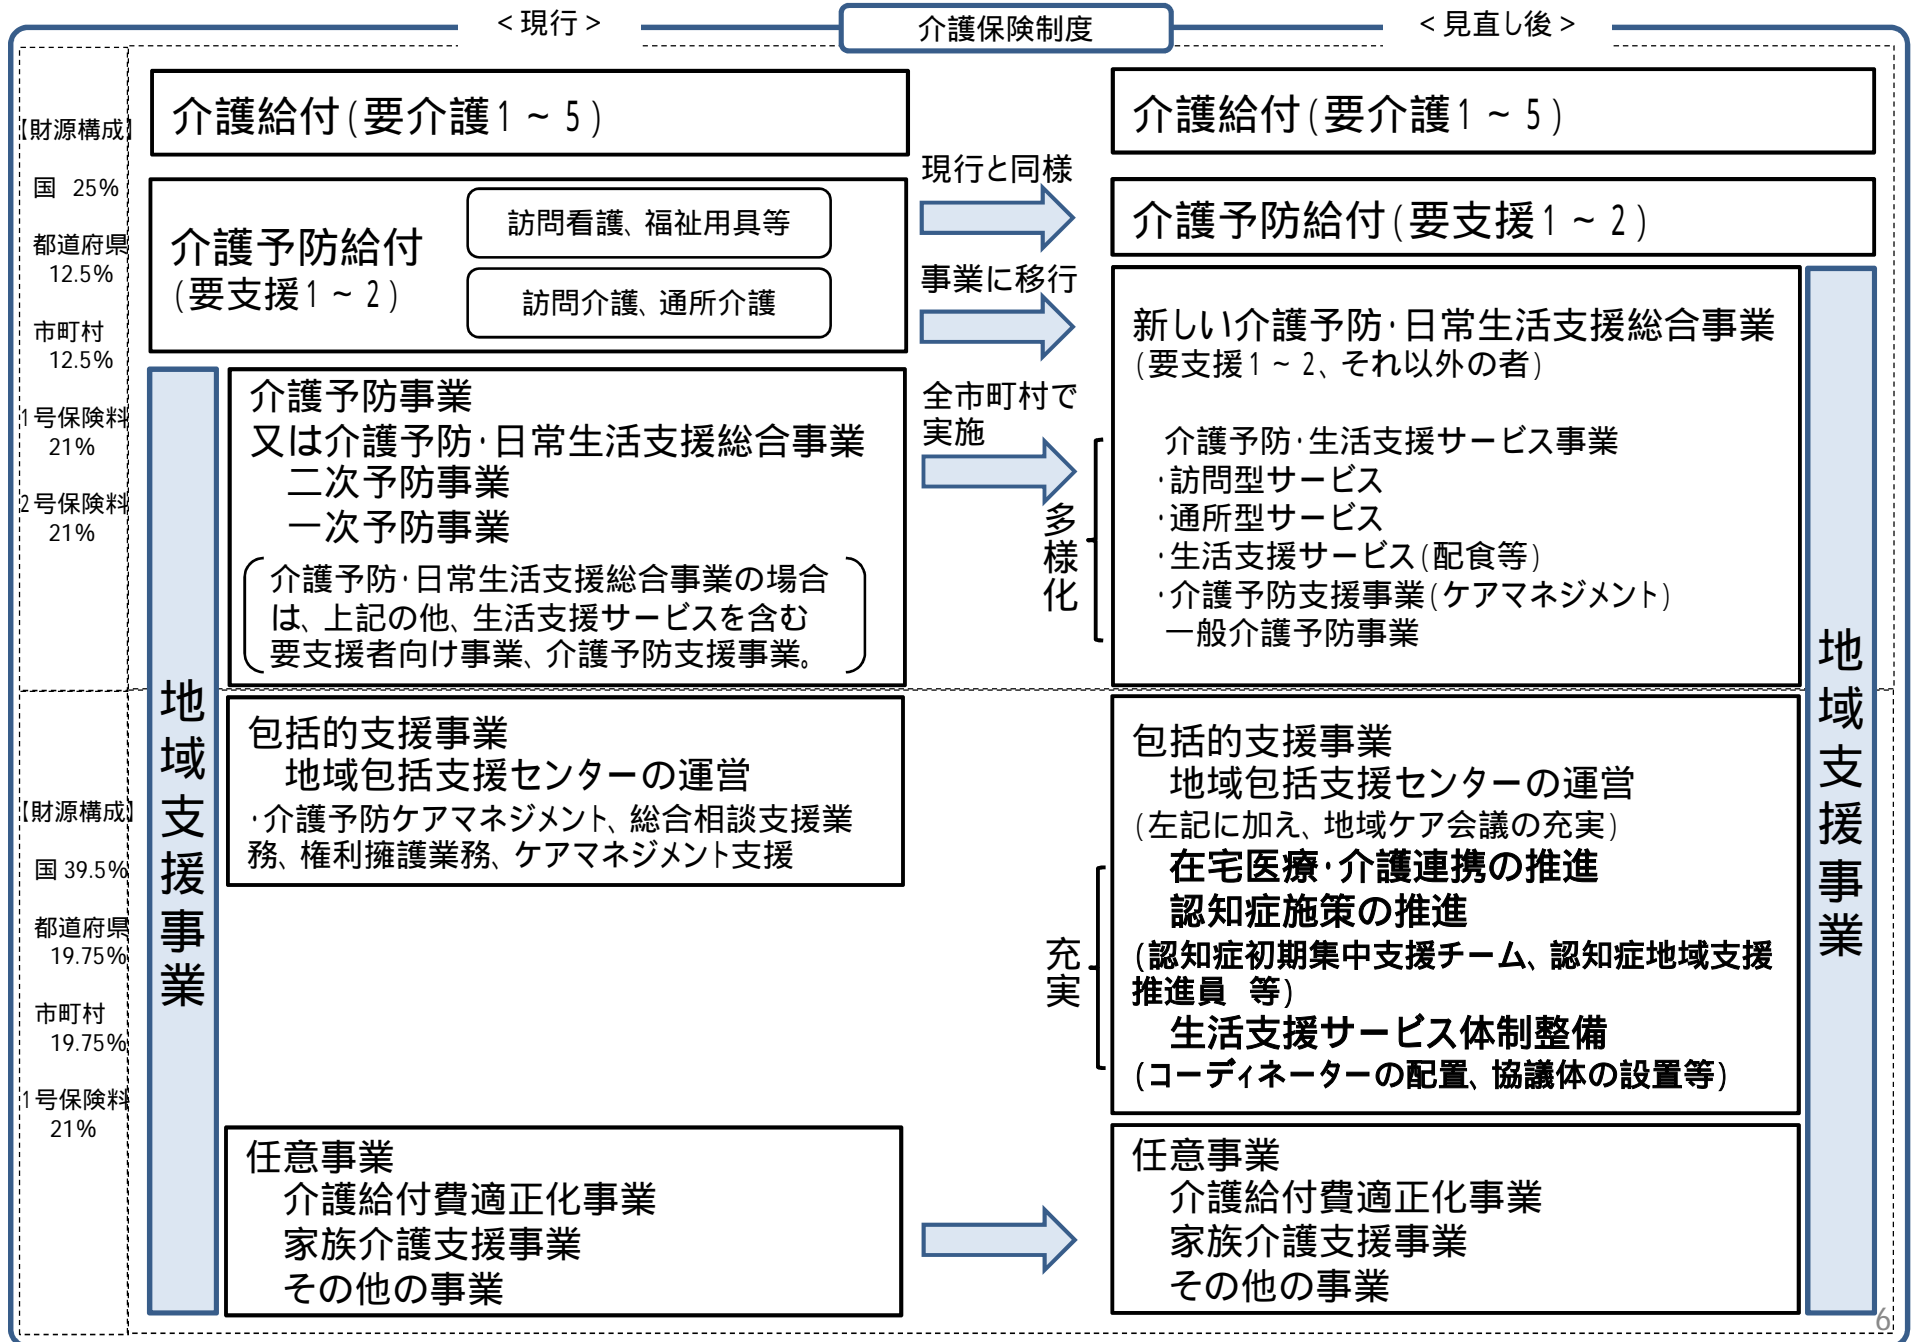 <現行>
介護保険制度
<見直し後>
【財源構成】
国 25%
都道府県
12.5%
市町村
12.5%
1号保険料
21%
2号保険料
21%
【財源構成】
国 39.5%
都道府県
19.75%
市町村
19.75%
1号保険料
21%
介護給付(要介護1~5)
介護予防給付
(要支援1~2)
訪問看護、福祉用具等
訪問介護、通所介護
地域支援事業
介護予防事業
又は介護予防・日常生活支援総合事業
二次予防事業
一次予防事業
介護予防・日常生活支援総合事業の場合
は、上記の他、生活支援サービスを含む
要支援者向け事業、介護予防支援事業。
包括的支援事業
地域包括支援センターの運営
・介護予防ケアマネジメント、総合相談支援業
務、権利擁護業務、ケアマネジメント支援
任意事業
介護給付費適正化事業
家族介護支援事業
その他の事業
現行と同様
事業に移行
全市町村で
実施
多様化
充実
介護給付(要介護1~5)
介護予防給付(要支援1~2)
新しい介護予防・日常生活支援総合事業
(要支援1~2、それ以外の者)
介護予防・生活支援サービス事業
・訪問型サービス
・通所型サービス
・生活支援サービス(配食等)
・介護予防支援事業(ケアマネジメント)
一般介護予防事業
包括的支援事業
地域包括支援センターの運営
(左記に加え、地域ケア会議の充実)
在宅医療・介護連携の推進
認知症施策の推進
(認知症初期集中支援チーム、認知症地域支援
推進員 等)
生活支援サービス体制整備
(コーディネーターの配置、協議体の設置等)
任意事業
介護給付費適正化事業
家族介護支援事業
その他の事業
地域支援事業
6